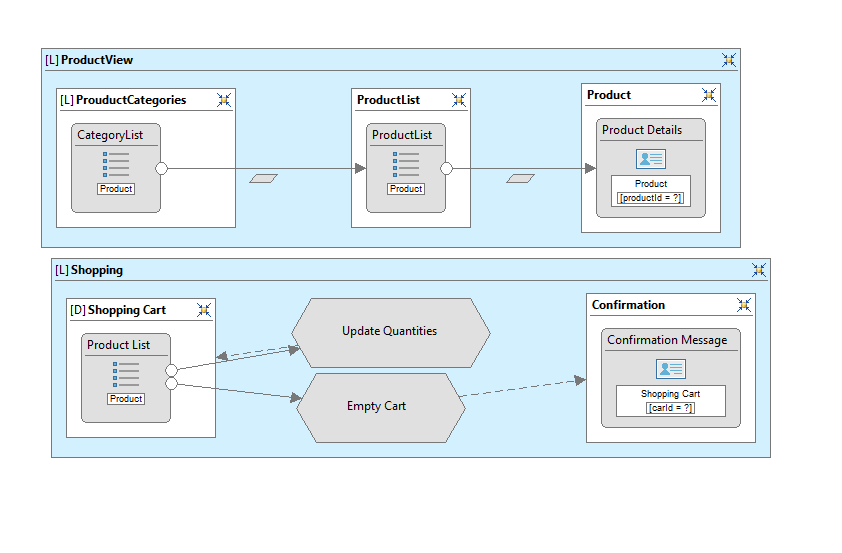 [L] ProductView
[L] ProuductCategories
CategoryList
Product
ProductList
ProductList
Product
Product
Product Details
Product
[productId = ?]
[L] Shopping
[D] Shopping Cart
Product List
Product
Update Quantities
Empty Cart
Confirmation
Confirmation Message
Shopping Cart
[carId = ?]